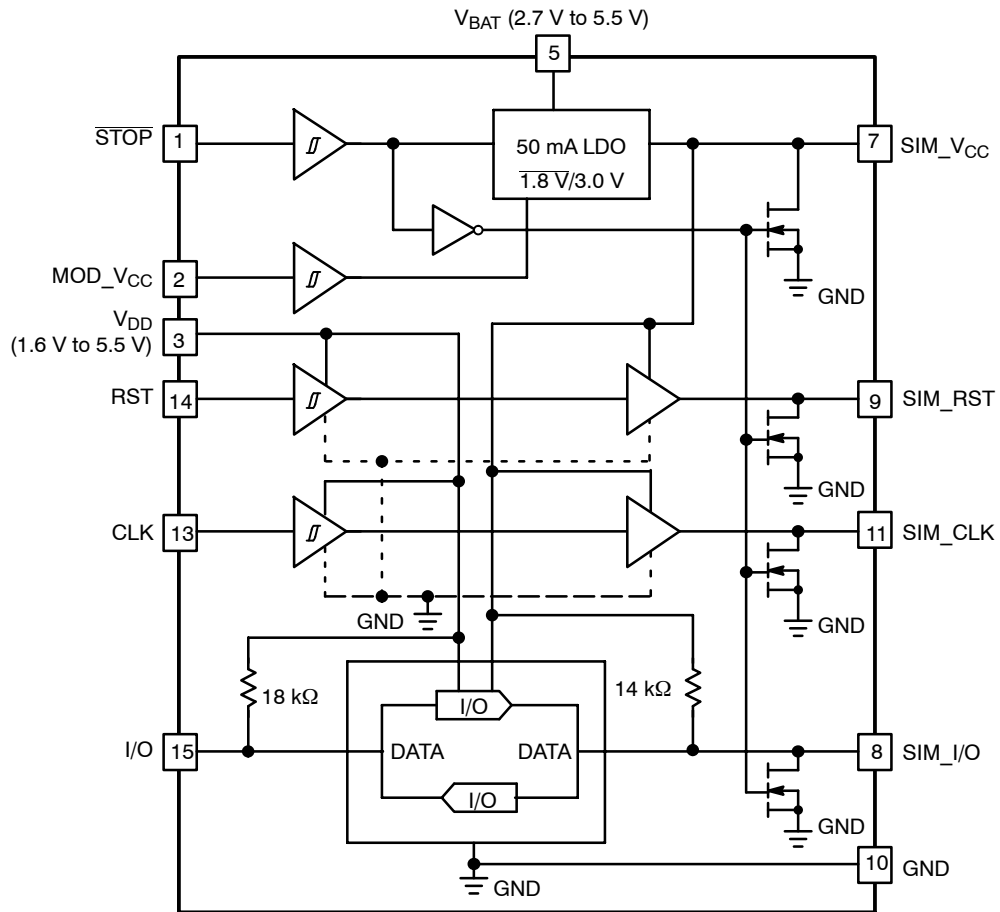 VBAT (2.7 V to 5.5 V)
5
STOP
1
50 mA LDO
1.8 V/3.0 V
7
SIM_VCC
MOD_VCC
2
GND
VDD
(1.6 V to 5.5 V)
3
RST
14
9
SIM_RST
GND
CLK
13
11
SIM_CLK
GND
GND
18 kΩ
14 kΩ
I/O
I/O
15
DATA
DATA
8
SIM_I/O
I/O
GND
10
GND
GND